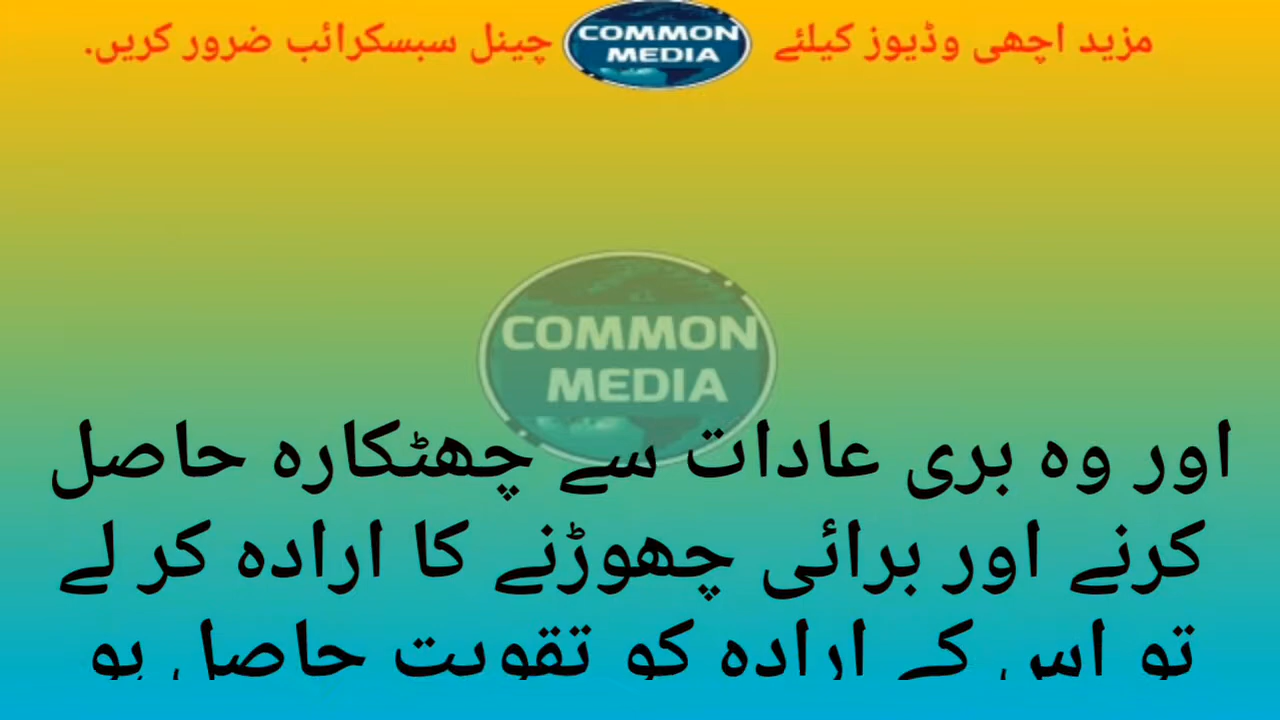 مزید اچھی وڈیوز کیلئے COMMON MEDIA چینل سبسکرائب ضرور کریں.
COMMON
MEDIA
اور وہ بری عادات سے چھٹکارہ حاصل
کرنے اور برائی چھوڑنے کا ارادہ کر لے
تو اس کے ارادہ کو تقویت حاصل ہو